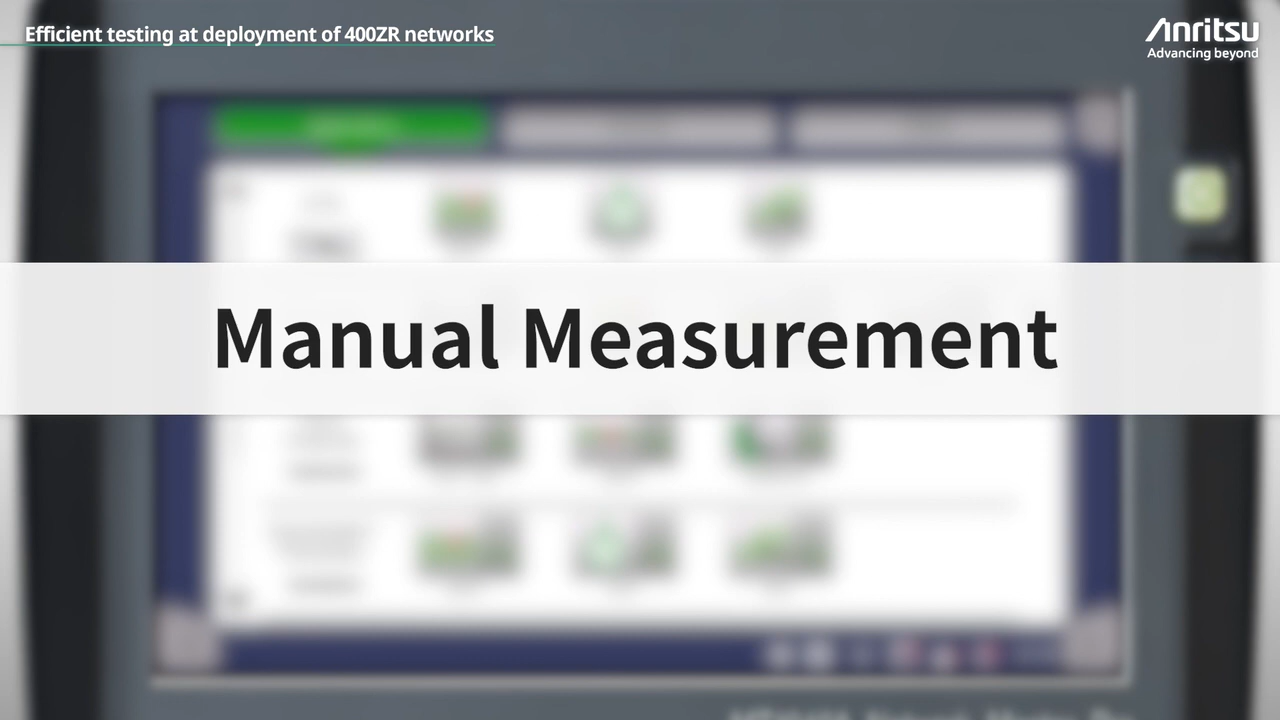 Efficient testing at deployment of 400ZR networks
Anritsu
Advancing beyond
Manual Measurement